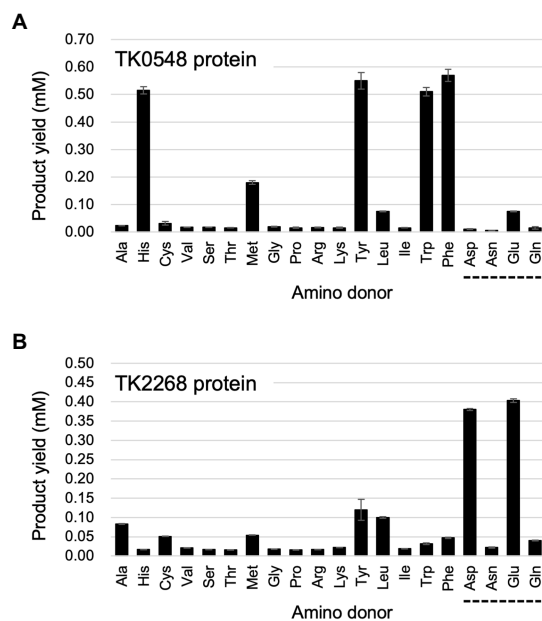 A
TK0548 protein
Product yield (mM)
0.70
0.60
0.50
0.40
0.30
0.20
0.10
0.00
Ala His Cys Val Ser Thr Met Gly Pro Arg Lys Tyr Leu Ile Trp Phe Asp Asn Glu Gln
Amino donor
B
TK2268 protein
Product yield (mM)
0.50
0.45
0.40
0.35
0.30
0.25
0.20
0.15
0.10
0.05
0.00
Ala His Cys Val Ser Thr Met Gly Pro Arg Lys Tyr Leu Ile Trp Phe Asp Asn Glu Gln
Amino donor